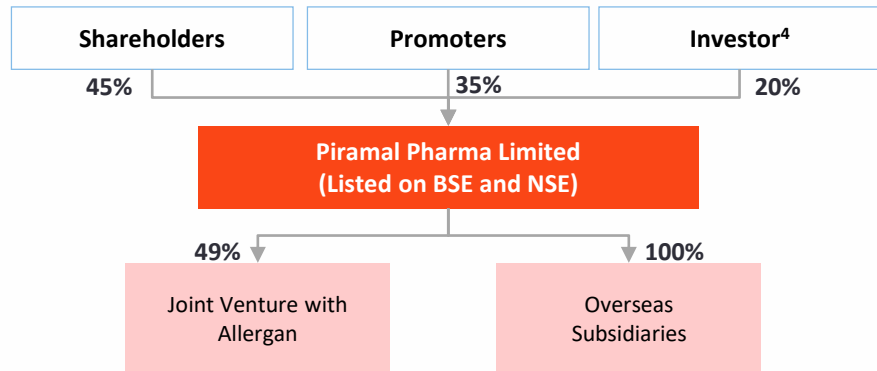 Shareholders
Promoters
Investor4
45%
35%
20%
Piramal Pharma Limited
(Listed on BSE and NSE)
49%
100%
Joint Venture with
Allergan
Overseas
Subsidiaries